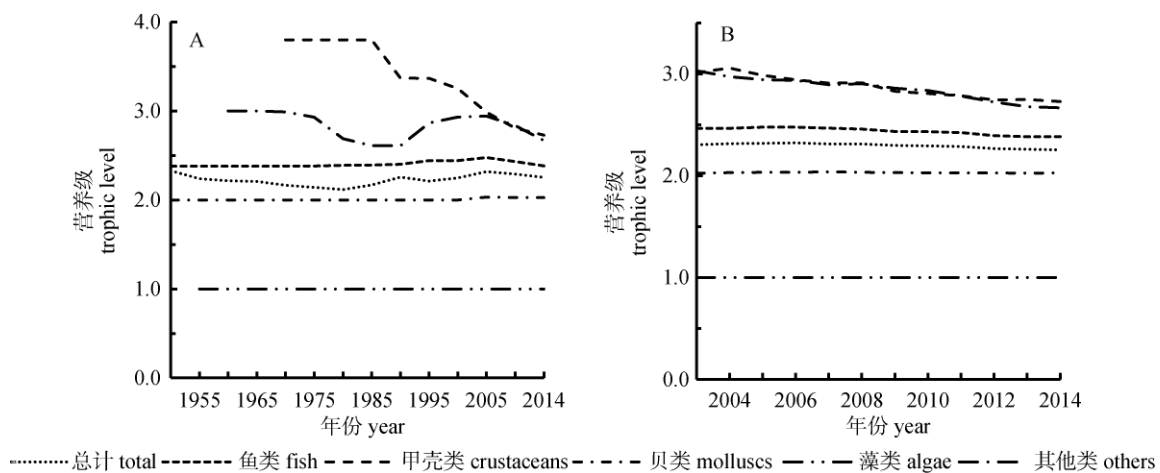 4.0
3.0
2.0
1.0
0.0
A
营养级
trophic level
1955 1965 1975 1985 1995 2005 2014
年份 year
3.0
2.0
1.0
0.0
B
营养级
trophic level
2004 2006 2008 2010 2012 2014
年份 year
总计 total 鱼类 fish 甲壳类 crustaceans 贝类 molluscs 藻类 algae 其他类 others